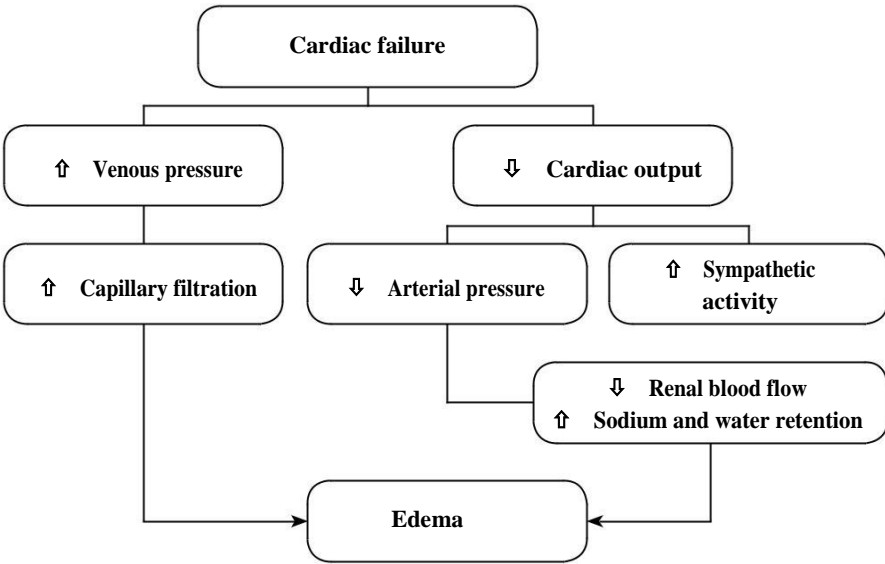 Cardiac failure
⇧ Venous pressure
⇩ Cardiac output
⇧ Capillary filtration
⇩ Arterial pressure
⇧ Sympathetic
activity
⇩ Renal blood flow
⇧ Sodium and water retention
Edema